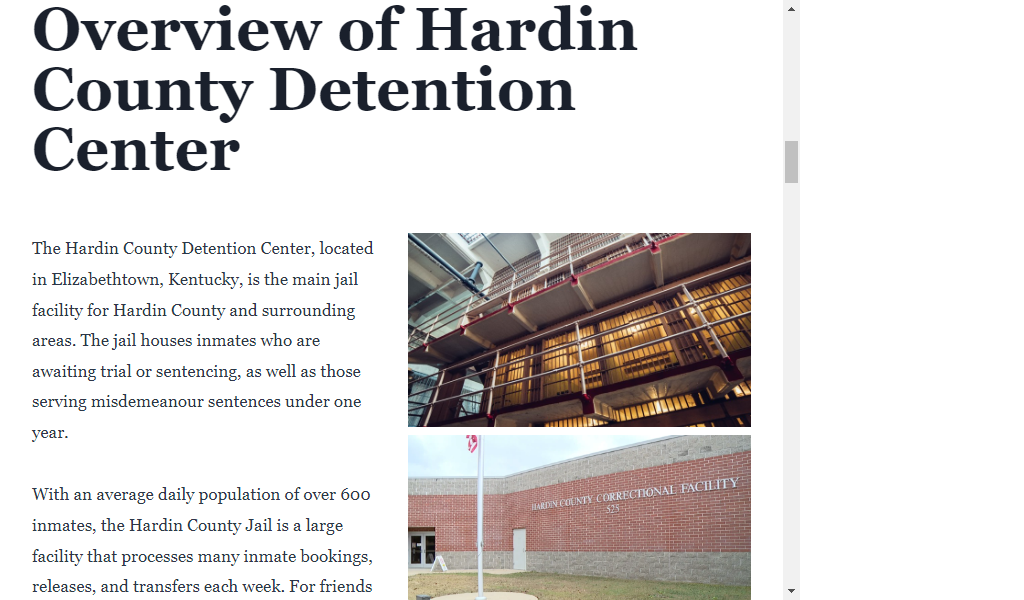 Overview of Hardin
County Detention
Center
The Hardin County Detention Center, located
in Elizabethtown, Kentucky, is the main jail
facility for Hardin County and surrounding
areas. The jail houses inmates who are
awaiting trial or sentencing, as well as those
serving misdemeanour sentences under one
year.
With an average daily population of over 600
inmates, the Hardin County Jail is a large
facility that processes many inmate bookings,
releases, and transfers each week. For friends
HARDIN COUNTY CORRECTIONAL FACILITY
525